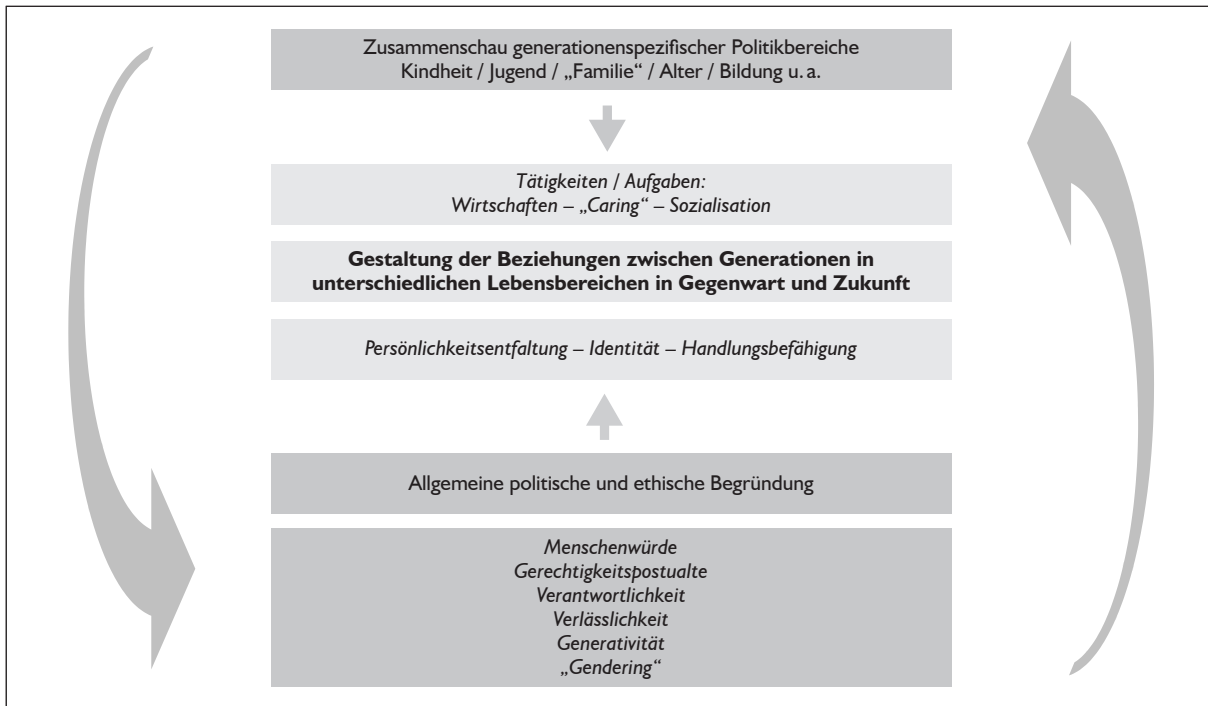 Zusammenschau generationenspezifischer Politikbereiche
Kindheit / Jugend / „Familie“ / Alter / Bildung u. a.
Tätigkeiten / Aufgaben:
Wirtschaften – „Caring“ – Sozialisation
Gestaltung der Beziehungen zwischen Generationen in
unterschiedlichen Lebensbereichen in Gegenwart und Zukunft
Persönlichkeitsentfaltung – Identität – Handlungsbefähigung
Allgemeine politische und ethische Begründung
Menschenwürde
Gerechtigkeitspostualte
Verantwortlichkeit
Verlässlichkeit
Generativität
„Gendering“